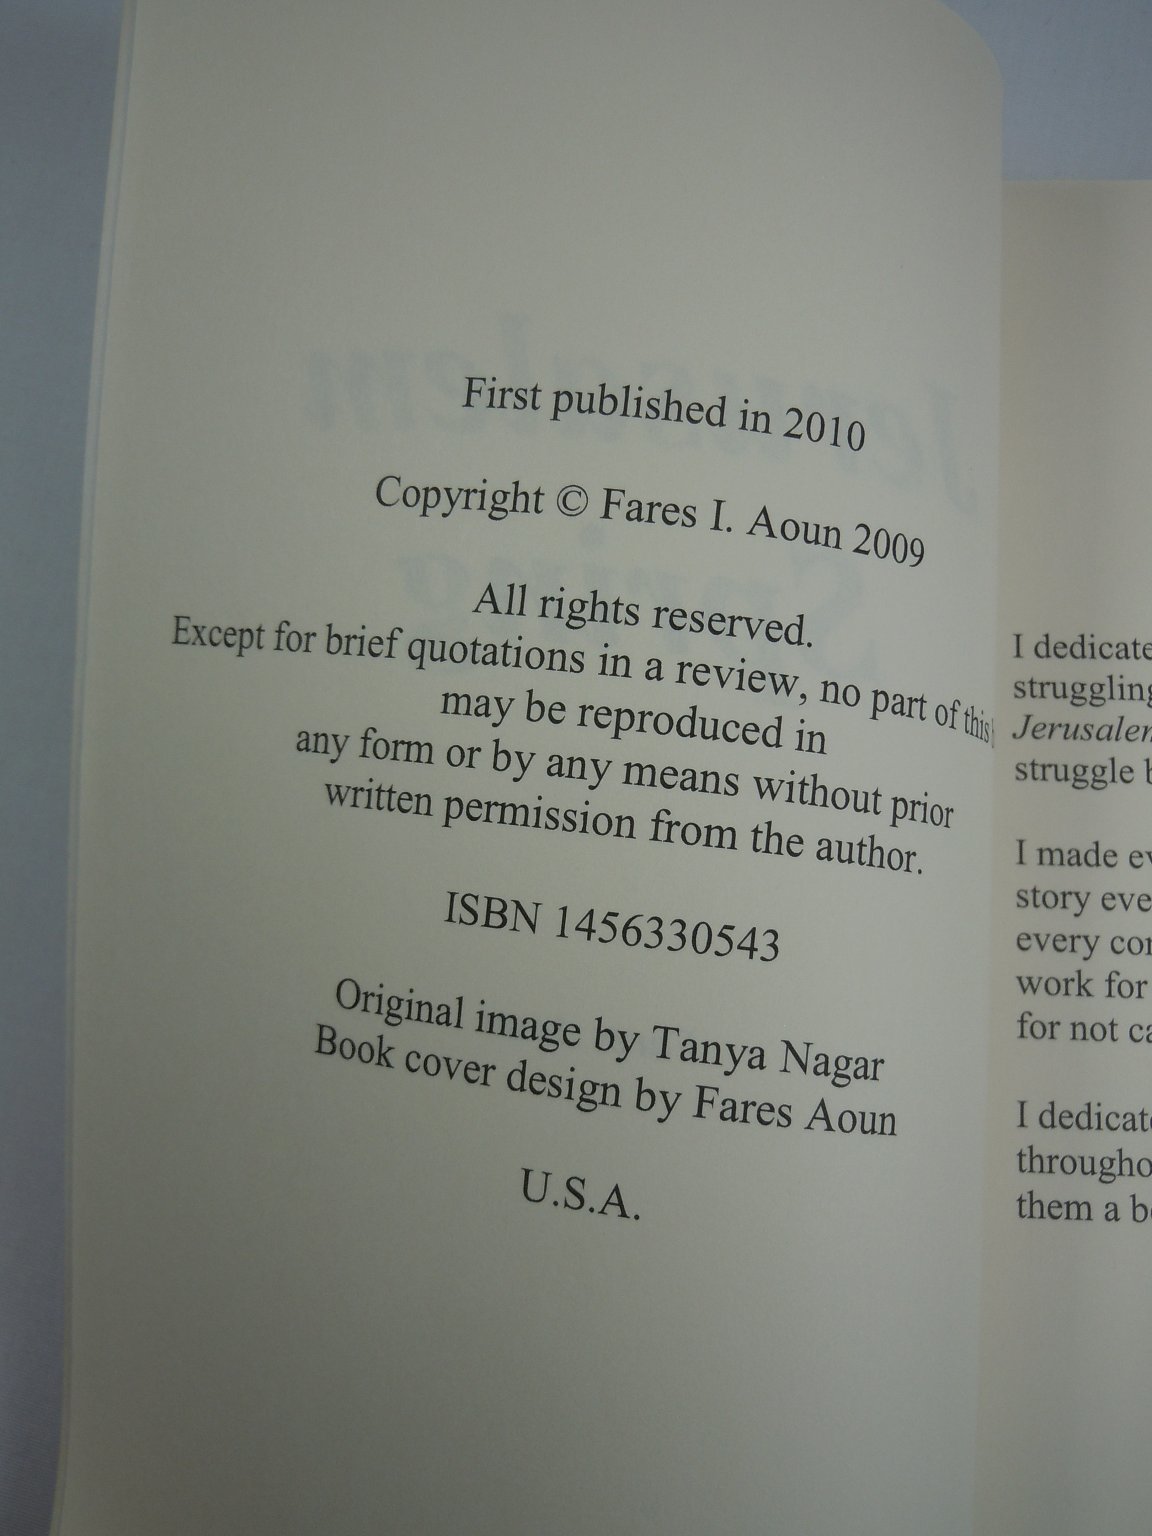 First published in 2010
Copyright © Fares I. Aoun 2009
All rights reserved.
Except for brief quotations in a review, no part of this
may be reproduced in
any form or by any means without prior
written permission from the author.
ISBN 1456330543
Original image by Tanya Nagar
Book cover design by Fares Aoun
U.S.A.
I dedicate
struggling
Jerusalem
struggle
I made
story
every
work for
for not
I dedicate
them a